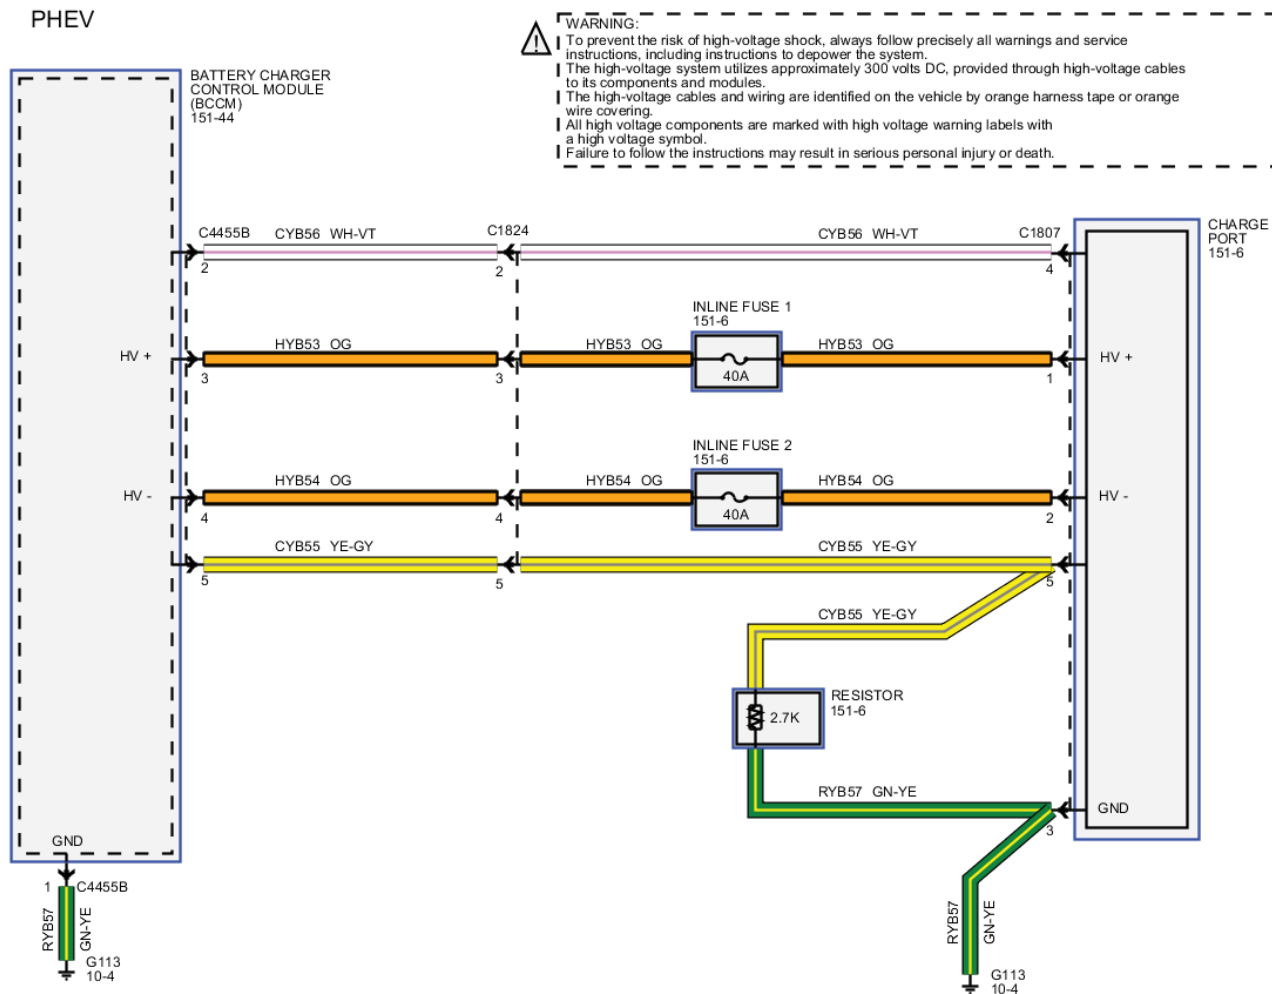 PHEV
WARNING:
To prevent the risk of high-voltage shock, always follow precisely all warnings and service
instructions, including instructions to depower the system.
The high-voltage system utilizes approximately 300 volts DC, provided through high-voltage cables
to its components and modules.
The high-voltage cables and wiring are identified on the vehicle by orange harness tape or orange
wire covering.
All high voltage components are marked with high voltage warning labels with
a high voltage symbol.
Failure to follow the instructions may result in serious personal injury or death.
!
BATTERY CHARGER
CONTROL MODULE
(BCCM)
151-44
CHARGE
PORT
151-6
C4455B CYB56 WH-VT C1824 CYB56 WH-VT C1807
2 2 4
INLINE FUSE 1
151-6
HV + HYB53 OG HYB53 OG HYB53 OG HV +
40A
3 3 1
INLINE FUSE 2
151-6
HV - HYB54 OG HYB54 OG HYB54 OG HV -
40A
4 4 2
CYB55 YE-GY CYB55 YE-GY
5 5 5
CYB55 YE-GY
RESISTOR
151-6
2.7K
RYB57 GN-YE GND
3
GND
1 C4455B
RYB57 GN-YE
G113
10-4
RYB57 GN-YE
G113
10-4